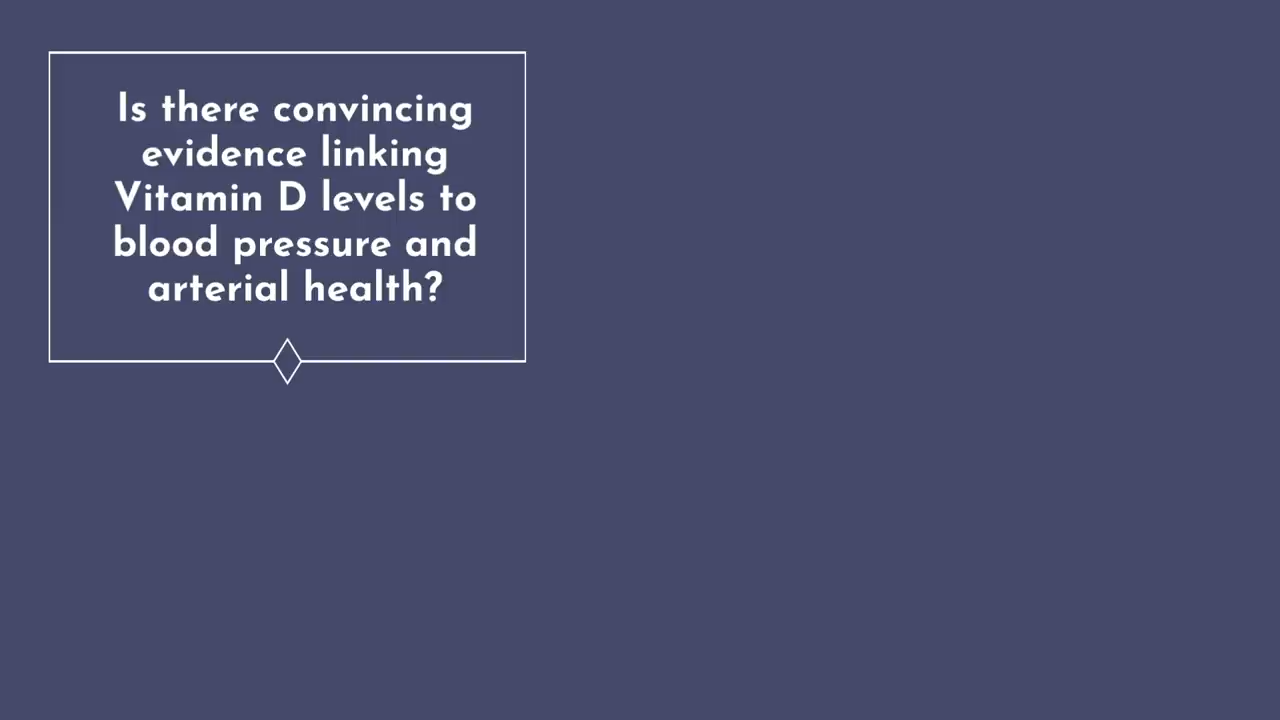 Is there convincing
evidence linking
Vitamin D levels to
blood pressure and
arterial health?